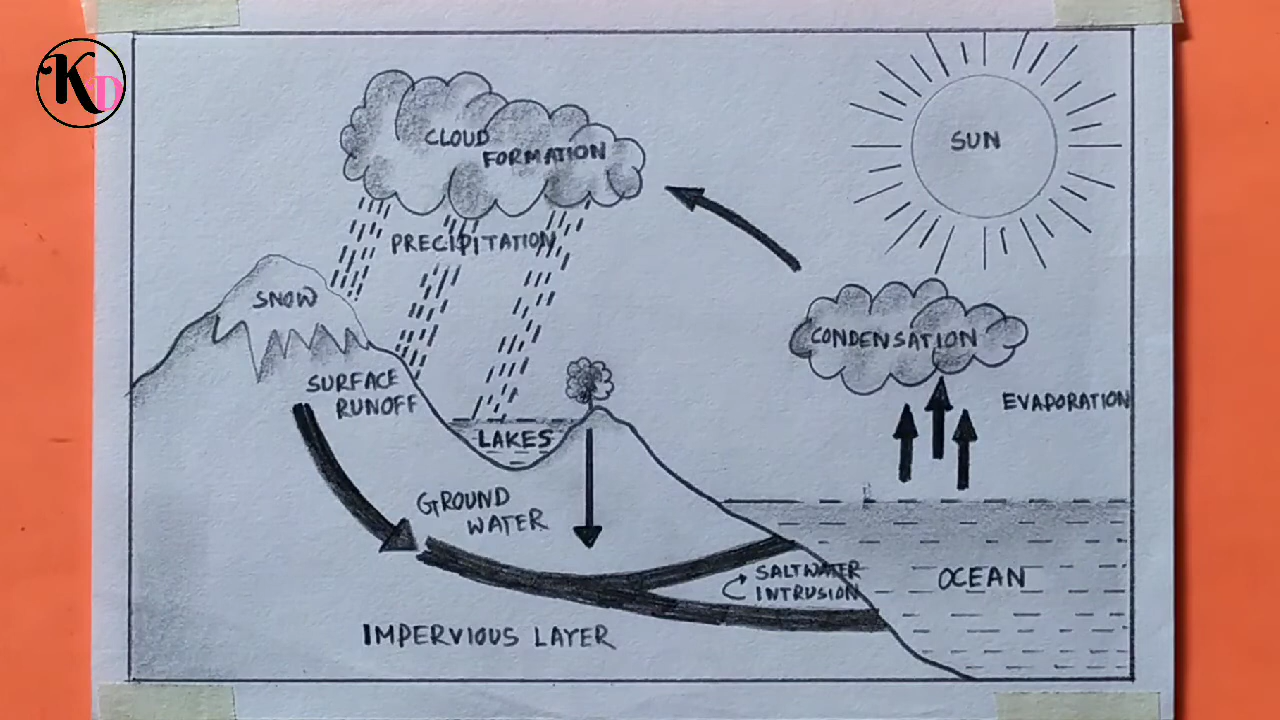 KD
CLOUD
FORMATION
SUN
PRECIPITATION
SNOW
CONDENSATION
SURFACE
RUNOFF
EVAPORATION
LAKES
GROUND
WATER
SALTWATER
INTRUSION
OCEAN
IMPERVIOUS LAYER